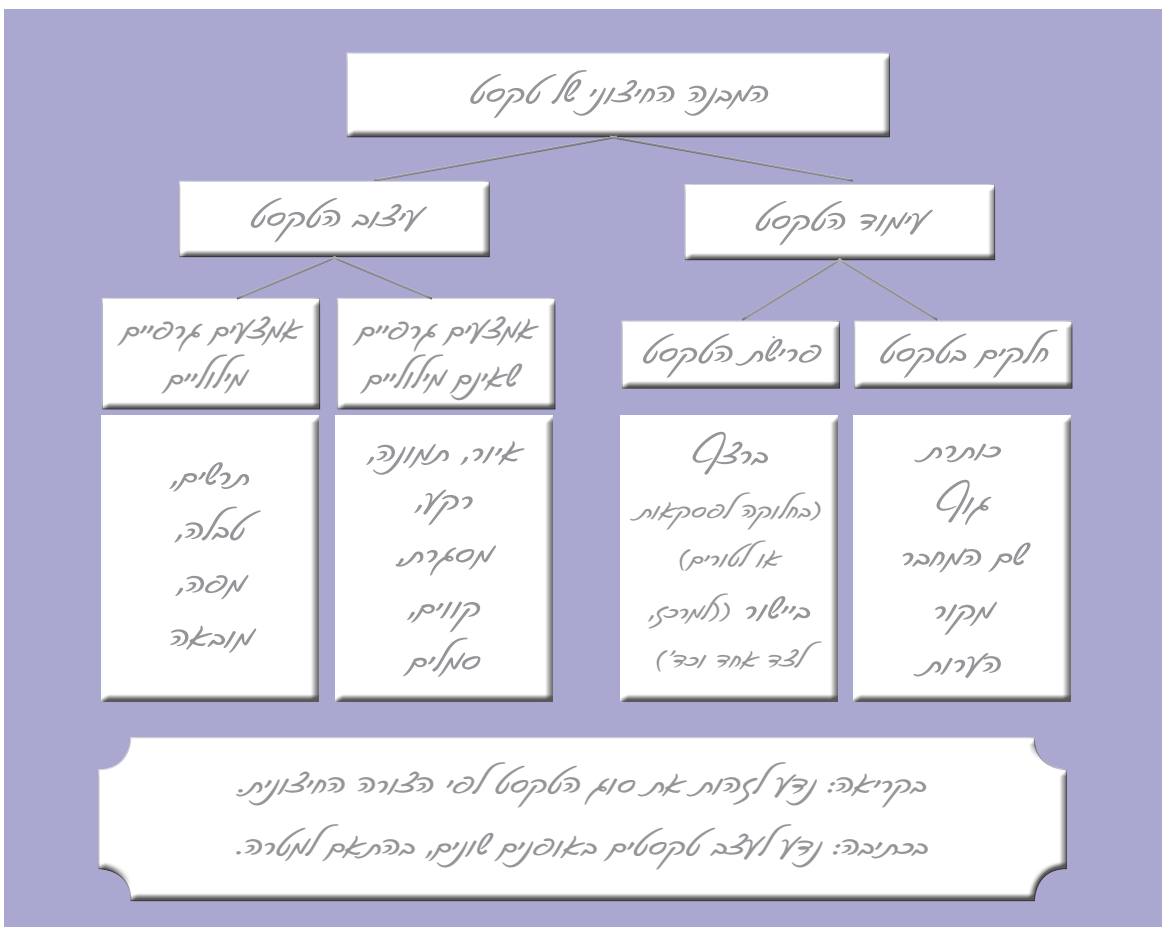 המבנה החיצוני של טקסט
עימוד הטקסט
עיצוב הטקסט
חלקים בטקסט
פרישת הטקסט
אמצעים גרפיים
שאינם מילוליים
אמצעים גרפיים
מילוליים
כותרת
גוף
שם המחבר
מקור
הערות
ברצף
(בחלוקה לפסקאות
או לטורים)
ביישור (למרכז,
לצד אחד וכד')
איור, תמונה,
רקע,
מסגרת,
קווים,
סמלים
תרשים,
טבלה,
מפה,
מובאה
בקריאה: נדע לזהות את סוג הטקסט לפי הצורה החיצונית.
בכתיבה: נדע לעצב טקסטים באופנים שונים, בהתאם למטרה.